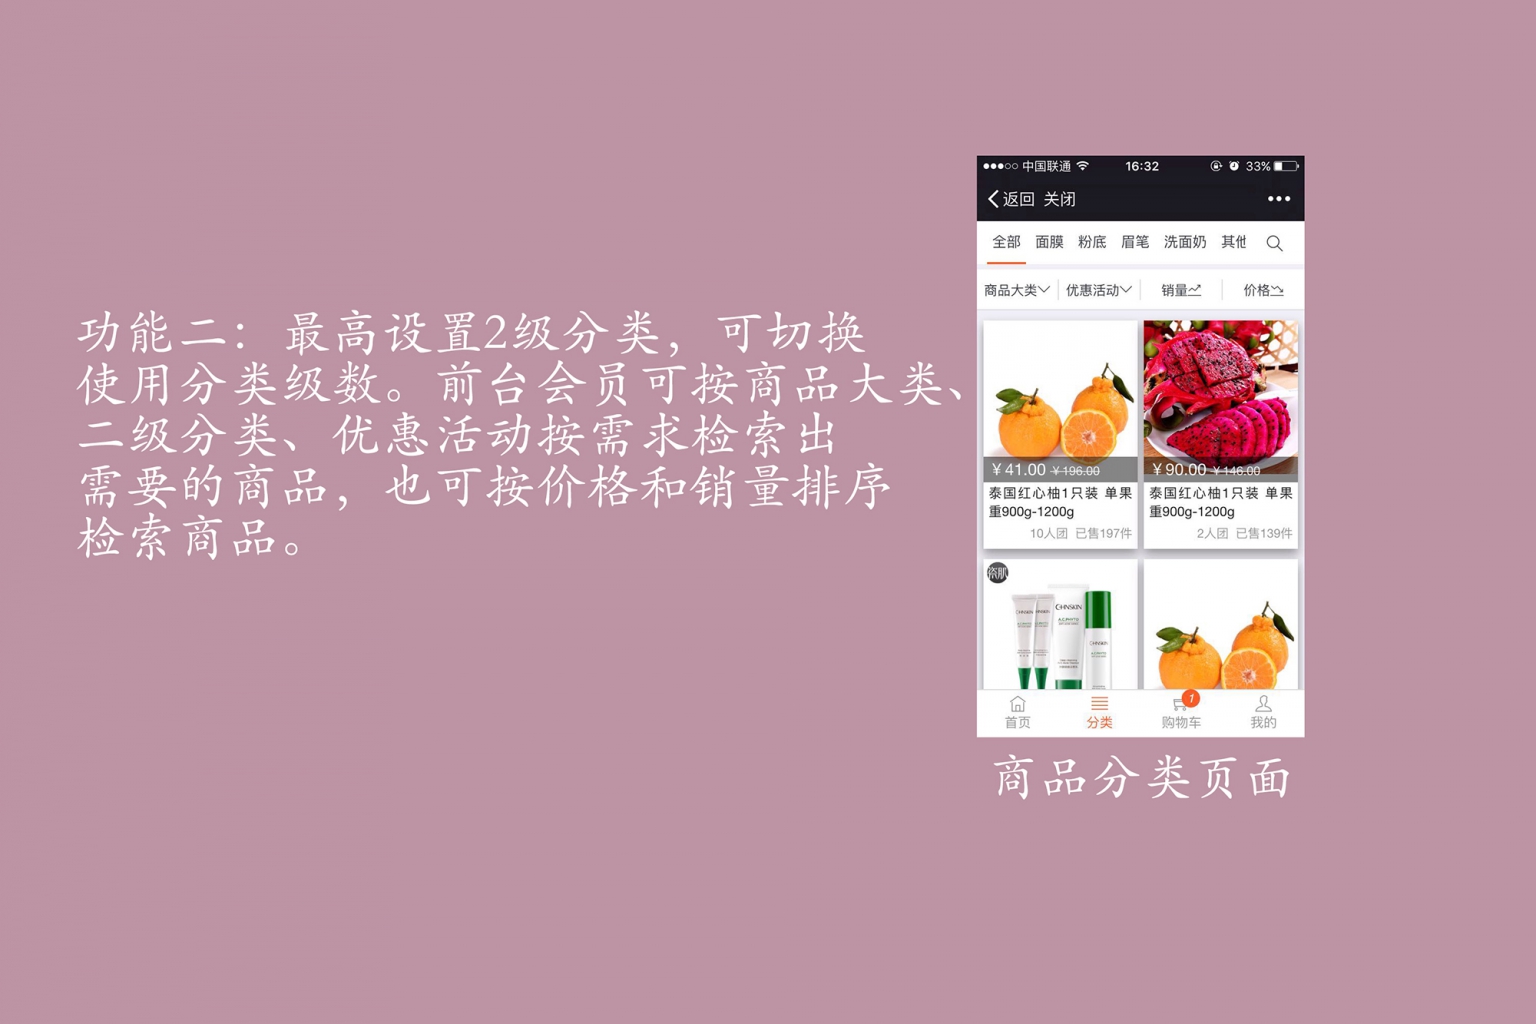 功能二：最高设置2级分类，可切换
使用分类级数。前台会员可按商品大类、
二级分类、优惠活动按需求检索出
需要的商品，也可按价格和销量排序
检索商品。
中国联通 16:32 33%
返回 关闭
全部 面膜 粉底 眉笔 洗面奶 其他
商品大类 优惠活动 销量 价格
￥41.00 ￥196.00
泰国红心柚1只装 单果
重900g-1200g
10人团 已售197件
￥90.00 ￥146.00
泰国红心柚1只装 单果
重900g-1200g
2人团 已售139件
CHNSKIN
CHNSKIN
首页 分类 购物车 1 我的
商品分类页面